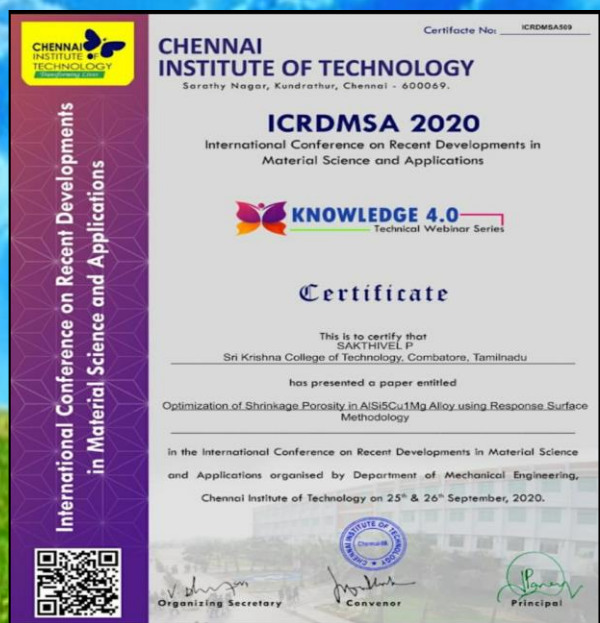 CHENNAI
INSTITUTE OF
TECHNOLOGY
Transforming Lives
International Conference on Recent Developments
in Material Science and Applications
Certifacte No: ICRDMSA509
CHENNAI
INSTITUTE OF TECHNOLOGY
Sarathy Nagar, Kundrathur, Chennai - 600069.
ICRDMSA 2020
International Conference on Recent Developments in
Material Science and Applications
KNOWLEDGE 4.0
Technical Webinar Series
Certificate
This is to certify that
SAKTHIVEL P
Sri Krishna College of Technology, Combatore, Tamilnadu
has presented a paper entitled
Optimization of Shrinkage Porosity in AlSi5Cu1Mg Alloy using Response Surface
Methodology
in the International Conference on Recent Developments in Material Science
and Applications organised by Department of Mechanical Engineering,
Chennai Institute of Technology on 25th & 26th September, 2020.
Organizing Secretary
Convenor
Principal